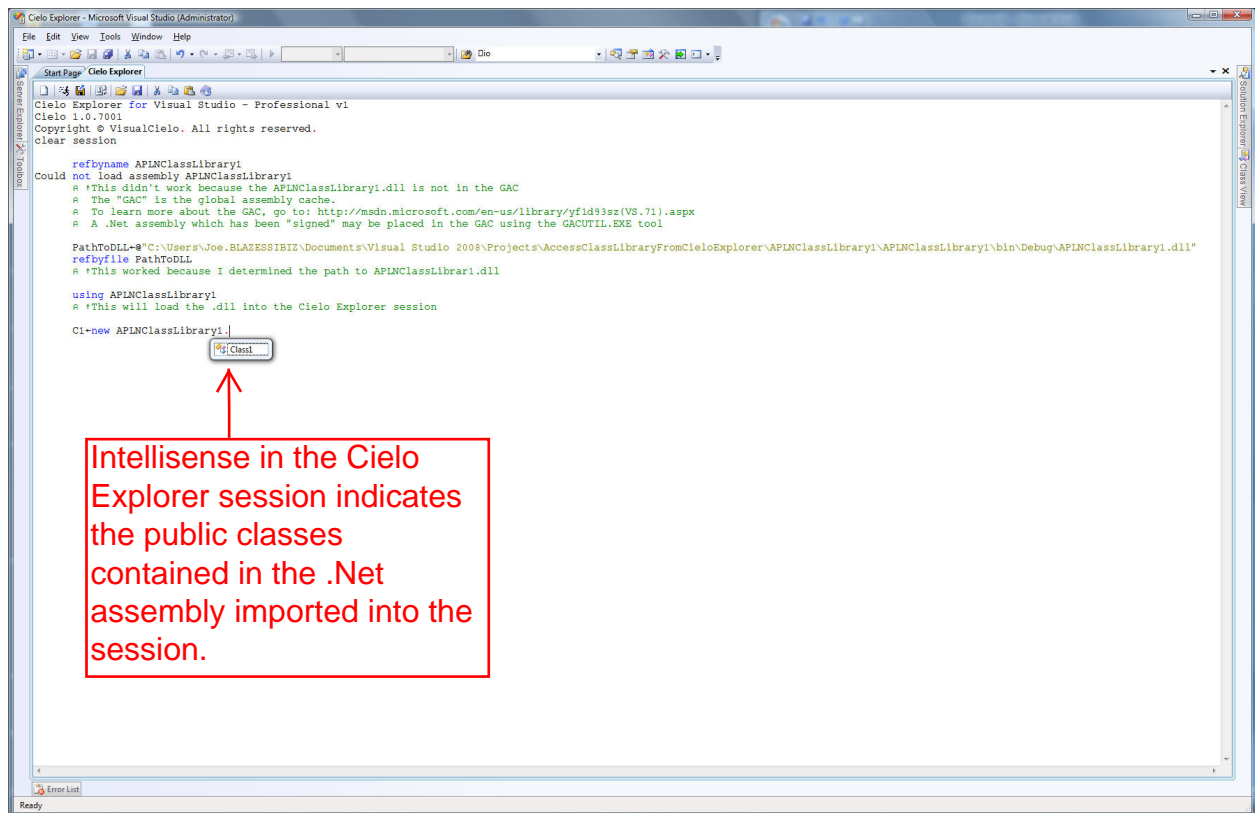 Cielo Explorer - Microsoft Visual Studio (Administrator)
File Edit View Tools Window Help
⎕io
Start Page Cielo Explorer
Server Explorer
Toolbox
Solution Explorer
Class View
Cielo Explorer for Visual Studio - Professional v1
Cielo 1.0.7001
Copyright © VisualCielo. All rights reserved.
clear session
refbyname APLNClassLibrary1
Could not load assembly APLNClassLibrary1
⍝ ↑This didn't work because the APLNClassLibrary1.dll is not in the GAC
⍝ The "GAC" is the global assembly cache.
⍝ To learn more about the GAC, go to: http://msdn.microsoft.com/en-us/library/yf1d93sz(VS.71).aspx
⍝ A .Net assembly which has been "signed" may be placed in the GAC using the GACUTIL.EXE tool
PathToDLL←@"C:\Users\Joe.BLAZESSIBIZ\Documents\Visual Studio 2008\Projects\AccessClassLibraryFromCieloExplorer\APLNClassLibrary1\APLNClassLibrary1\bin\Debug\APLNClassLibrary1.dll"
refbyfile PathToDLL
⍝ ↑This worked because I determined the path to APLNClassLibrar1.dll
using APLNClassLibrary1
⍝ ↑This will load the .dll into the Cielo Explorer session
C1←new APLNClassLibrary1.
Class1
Intellisense in the Cielo
Explorer session indicates
the public classes
contained in the .Net
assembly imported into the
session.
Error List
Ready